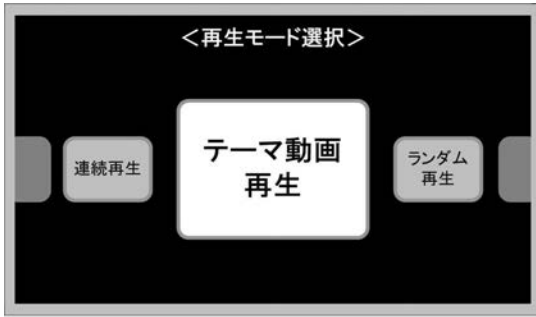 ＜再生モード選択＞
連続再生
テーマ動画
再生
ランダム
再生